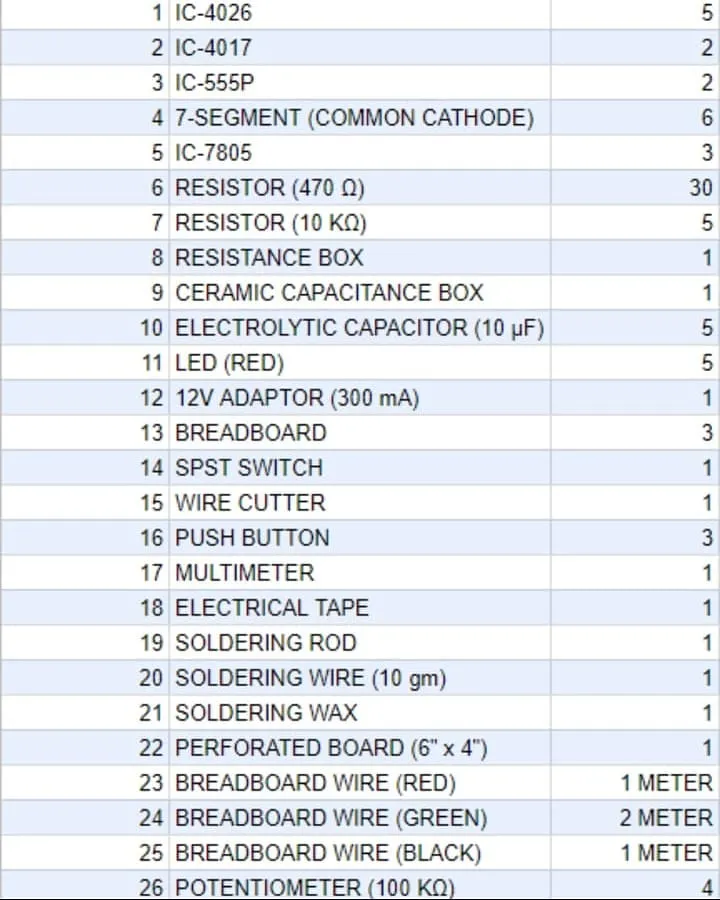 1 IC-4026 5
2 IC-4017 2
3 IC-555P 2
4 7-SEGMENT (COMMON CATHODE) 6
5 IC-7805 3
6 RESISTOR (470 Ω) 30
7 RESISTOR (10 KΩ) 5
8 RESISTANCE BOX 1
9 CERAMIC CAPACITANCE BOX 1
10 ELECTROLYTIC CAPACITOR (10 µF) 5
11 LED (RED) 5
12 12V ADAPTOR (300 mA) 1
13 BREADBOARD 3
14 SPST SWITCH 1
15 WIRE CUTTER 1
16 PUSH BUTTON 3
17 MULTIMETER 1
18 ELECTRICAL TAPE 1
19 SOLDERING ROD 1
20 SOLDERING WIRE (10 gm) 1
21 SOLDERING WAX 1
22 PERFORATED BOARD (6" x 4") 1
23 BREADBOARD WIRE (RED) 1 METER
24 BREADBOARD WIRE (GREEN) 2 METER
25 BREADBOARD WIRE (BLACK) 1 METER
26 POTENTIOMETER (100 KΩ) 4